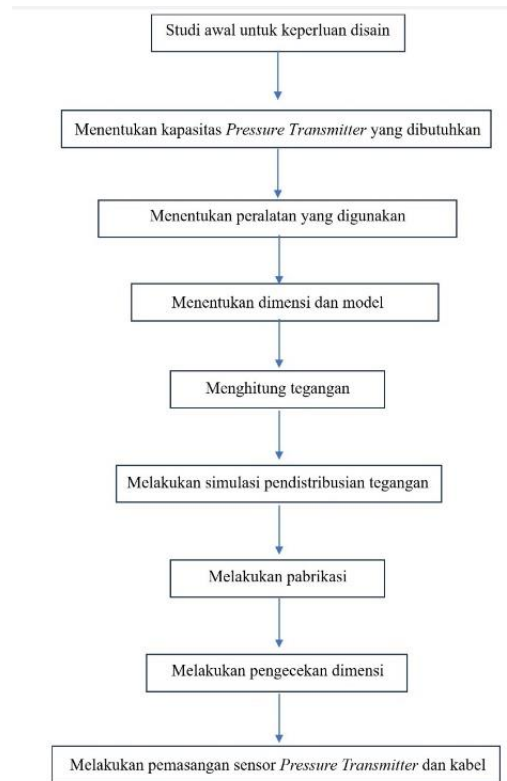 Studi awal untuk keperluan disain
Menentukan kapasitas Pressure Transmitter yang dibutuhkan
Menentukan peralatan yang digunakan
Menentukan dimensi dan model
Menghitung tegangan
Melakukan simulasi pendistribusian tegangan
Melakukan pabrikasi
Melakukan pengecekan dimensi
Melakukan pemasangan sensor Pressure Transmitter dan kabel